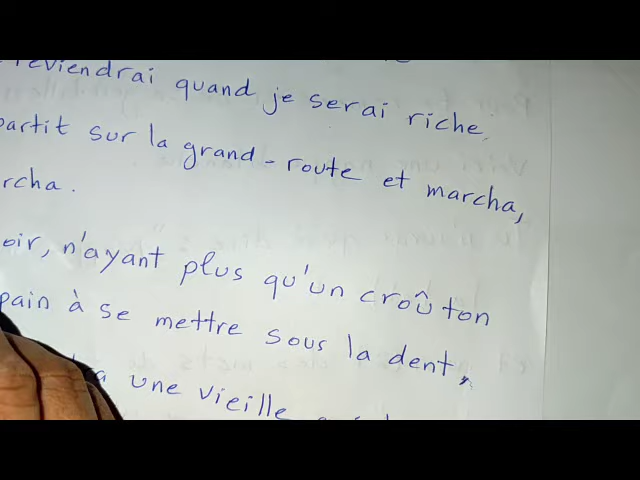 reviendrai quand je serai riche.
partit sur la grand-route et marcha,
rcha.
oir, n'ayant plus qu'un croûton
pain à se mettre sous la dent,
une vieille